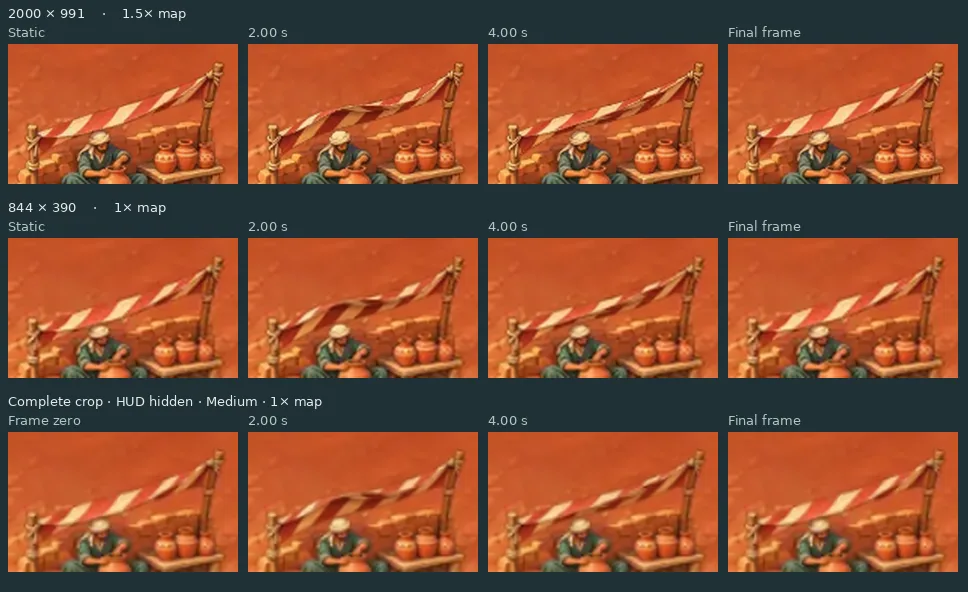 2000 × 991 · 1.5× map
Static 2.00 s 4.00 s Final frame
844 × 390 · 1× map
Static 2.00 s 4.00 s Final frame
Complete crop · HUD hidden · Medium · 1× map
Frame zero 2.00 s 4.00 s Final frame